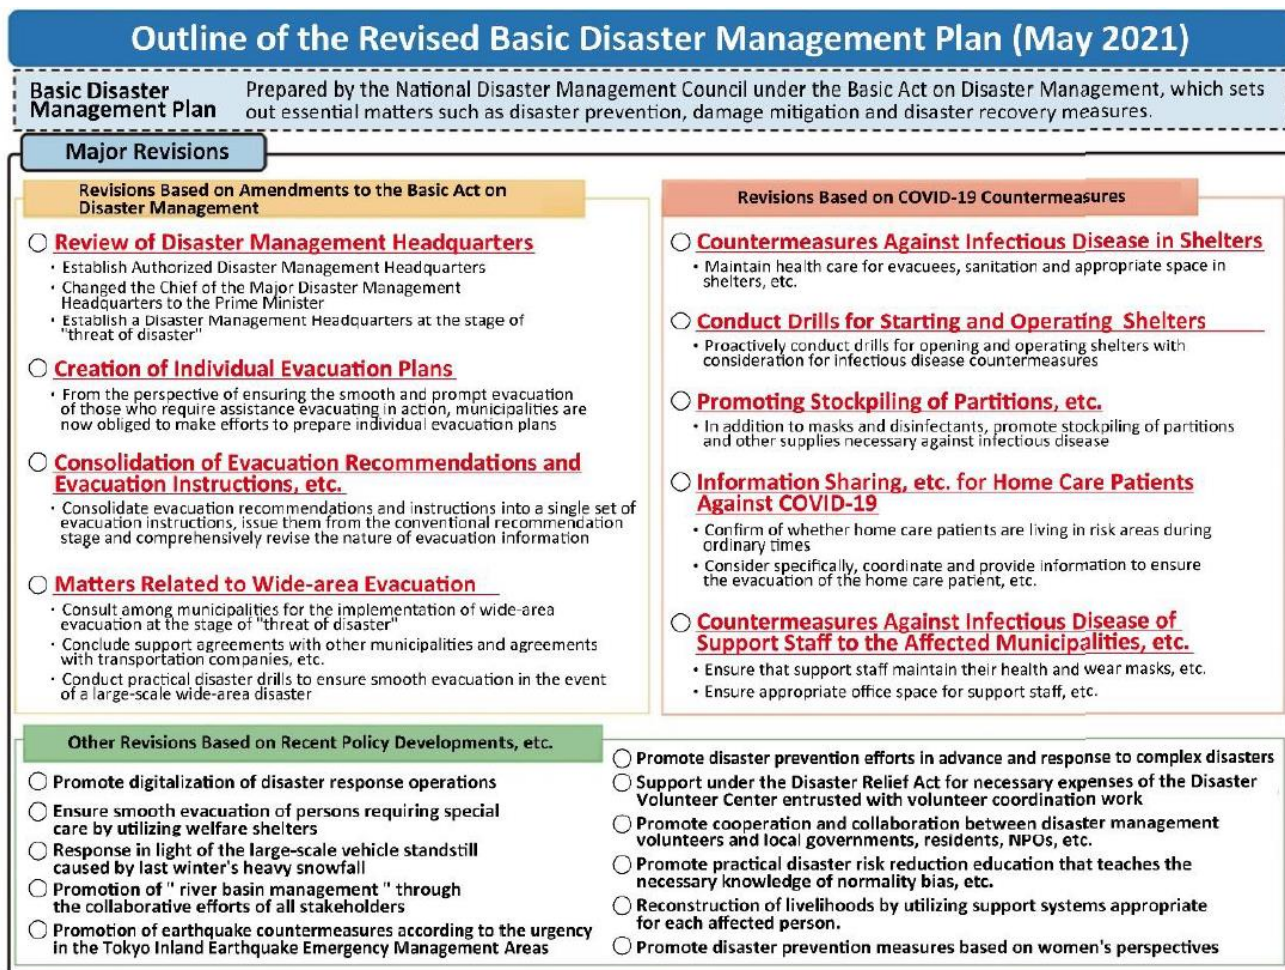 Outline of the Revised Basic Disaster Management Plan (May 2021)
Basic Disaster
Management Plan
Prepared by the National Disaster Management Council under the Basic Act on Disaster Management, which sets
out essential matters such as disaster prevention, damage mitigation and disaster recovery measures.
Major Revisions
Revisions Based on Amendments to the Basic Act on
Disaster Management
○ Review of Disaster Management Headquarters
・Establish Authorized Disaster Management Headquarters
・Changed the Chief of the Major Disaster Management
Headquarters to the Prime Minister
・Establish a Disaster Management Headquarters at the stage of
"threat of disaster"
○ Creation of Individual Evacuation Plans
・From the perspective of ensuring the smooth and prompt evacuation
of those who require assistance evacuating in action, municipalities are
now obliged to make efforts to prepare individual evacuation plans
○ Consolidation of Evacuation Recommendations and
Evacuation Instructions, etc.
・Consolidate evacuation recommendations and instructions into a single set of
evacuation instructions, issue them from the conventional recommendation
stage and comprehensively revise the nature of evacuation information
○ Matters Related to Wide-area Evacuation
・Consult among municipalities for the implementation of wide-area
evacuation at the stage of "threat of disaster"
・Conclude support agreements with other municipalities and agreements
with transportation companies, etc.
・Conduct practical disaster drills to ensure smooth evacuation in the event
of a large-scale wide-area disaster
Revisions Based on COVID-19 Countermeasures
○ Countermeasures Against Infectious Disease in Shelters
・Maintain health care for evacuees, sanitation and appropriate space in
shelters, etc.
○ Conduct Drills for Starting and Operating Shelters
・Proactively conduct drills for opening and operating shelters with
consideration for infectious disease countermeasures
○ Promoting Stockpiling of Partitions, etc.
・In addition to masks and disinfectants, promote stockpiling of partitions
and other supplies necessary against infectious disease
○ Information Sharing, etc. for Home Care Patients
Against COVID-19
・Confirm of whether home care patients are living in risk areas during
ordinary times
・Consider specifically, coordinate and provide information to ensure
the evacuation of the home care patient, etc.
○ Countermeasures Against Infectious Disease of
Support Staff to the Affected Municipalities, etc.
・Ensure that support staff maintain their health and wear masks, etc.
・Ensure appropriate office space for support staff, etc.
Other Revisions Based on Recent Policy Developments, etc.
○ Promote digitalization of disaster response operations
○ Ensure smooth evacuation of persons requiring special
care by utilizing welfare shelters
○ Response in light of the large-scale vehicle standstill
caused by last winter's heavy snowfall
○ Promotion of " river basin management " through
the collaborative efforts of all stakeholders
○ Promotion of earthquake countermeasures according to the urgency
in the Tokyo Inland Earthquake Emergency Management Areas
○ Promote disaster prevention efforts in advance and response to complex disasters
○ Support under the Disaster Relief Act for necessary expenses of the Disaster
Volunteer Center entrusted with volunteer coordination work
○ Promote cooperation and collaboration between disaster management
volunteers and local governments, residents, NPOs, etc.
○ Promote practical disaster risk reduction education that teaches the
necessary knowledge of normality bias, etc.
○ Reconstruction of livelihoods by utilizing support systems appropriate
for each affected person.
○ Promote disaster prevention measures based on women's perspectives